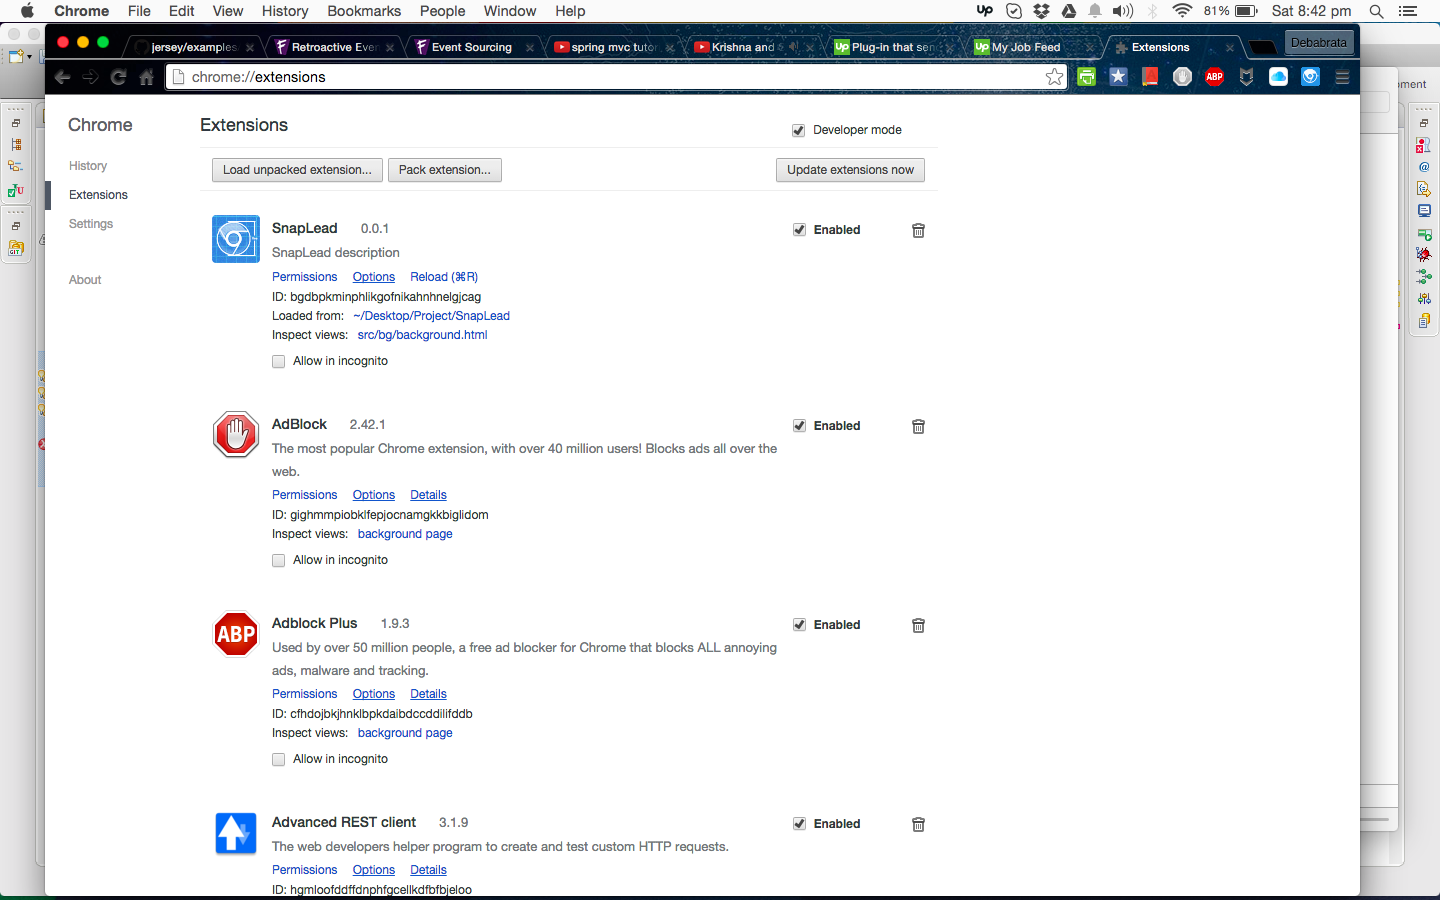 Chrome File Edit View History Bookmarks People Window Help
81% Sat 8:42 pm
jersey/examples
Retroactive Eve
Event Sourcing
spring mvc tutor
Krishna and
Up Plug-in that sen
Up My Job Feed
Extensions
Debabrata
chrome://extensions
ABP
Chrome
History
Extensions
Settings
About
Extensions
Developer mode
Load unpacked extension...
Pack extension...
Update extensions now
SnapLead 0.0.1
Enabled
SnapLead description
Permissions Options Reload (⌘R)
ID: bgdbpkminphlikgofnikahnhnelgjcag
Loaded from: ~/Desktop/Project/SnapLead
Inspect views: src/bg/background.html
Allow in incognito
AdBlock 2.42.1
Enabled
The most popular Chrome extension, with over 40 million users! Blocks ads all over the
web.
Permissions Options Details
ID: gighmmpiobklfepjocnamgkkbiglidom
Inspect views: background page
Allow in incognito
ABP
Adblock Plus 1.9.3
Enabled
Used by over 50 million people, a free ad blocker for Chrome that blocks ALL annoying
ads, malware and tracking.
Permissions Options Details
ID: cfhdojbkjhnklbpkdaibdccddilifddb
Inspect views: background page
Allow in incognito
Advanced REST client 3.1.9
Enabled
The web developers helper program to create and test custom HTTP requests.
Permissions Options Details
ID: hgmloofddffdnphfgcellkdfbfbjeloo